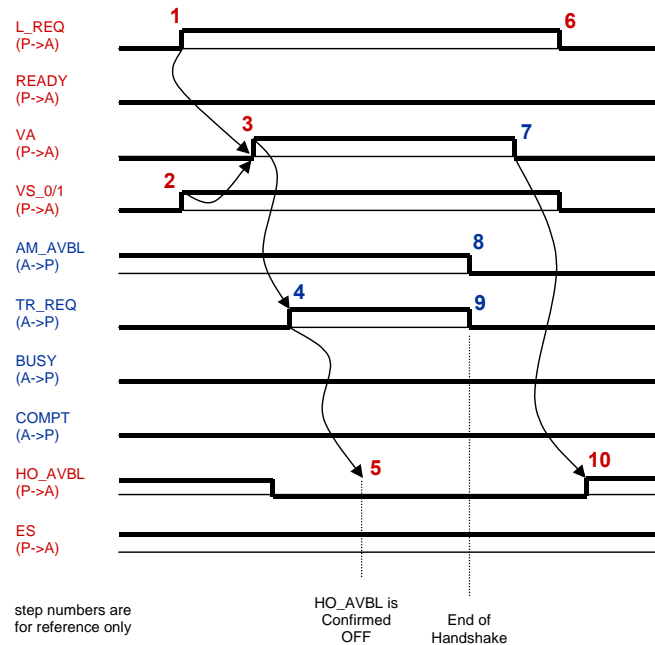 L_REQ
(P->A)
1
6
READY
(P->A)
VA
(P->A)
3
7
VS_0/1
(P->A)
2
AM_AVBL
(A->P)
8
TR_REQ
(A->P)
4
9
BUSY
(A->P)
COMPT
(A->P)
HO_AVBL
(P->A)
5
10
ES
(P->A)
step numbers are
for reference only
HO_AVBL is
Confirmed
OFF
End of
Handshake